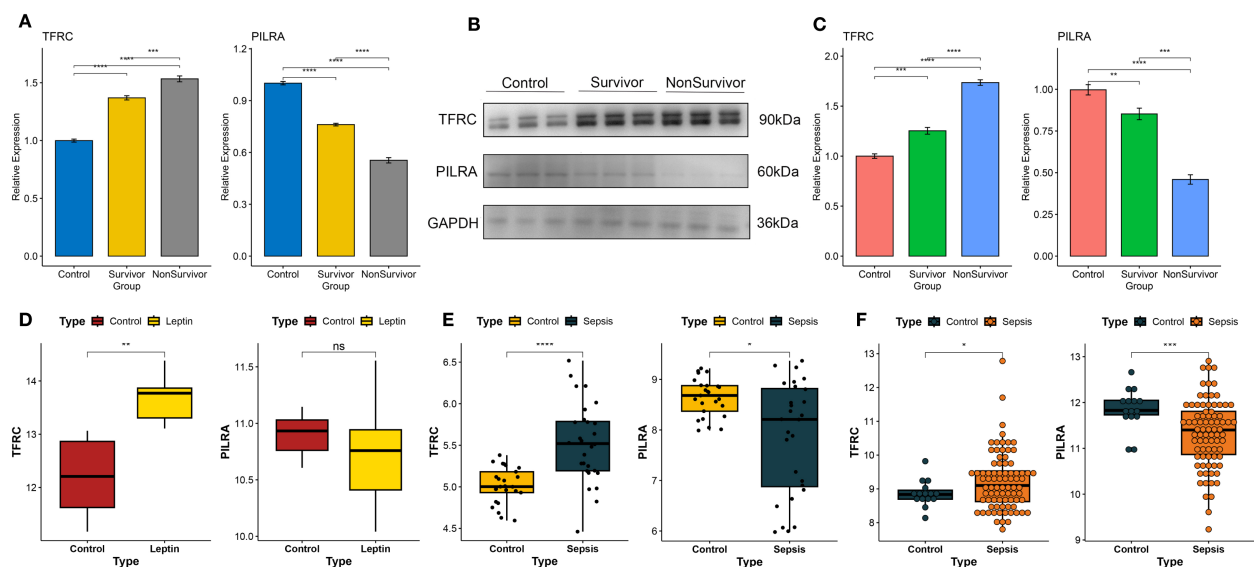 A
TFRC
Relative Expression
1.5
1.0
0.5
0.0
***
****
****
Control
Survivor
NonSurvivor
Group
PILRA
Relative Expression
1.2
0.9
0.6
0.3
0.0
****
****
****
Control
Survivor
NonSurvivor
Group
B
Control
Survivor
NonSurvivor
TFRC
90kDa
PILRA
60kDa
GAPDH
36kDa
C
TFRC
Relative Expression
2.0
1.5
1.0
0.5
0.0
****
****
***
Control
Survivor
NonSurvivor
Group
PILRA
Relative Expression
1.00
0.75
0.50
0.25
0.00
***
****
**
Control
Survivor
NonSurvivor
Group
D
Type Control Leptin
TFRC
14
13
12
**
Control
Leptin
Type
Type Control Leptin
PILRA
11.5
11.0
10.5
10.0
ns
Control
Leptin
Type
E
Type Control Sepsis
TFRC
6.5
6.0
5.5
5.0
4.5
****
Control
Sepsis
Type
Type Control Sepsis
PILRA
9
8
7
6
*
Control
Sepsis
Type
F
Type Control Sepsis
TFRC
13
12
11
10
9
8
*
Control
Sepsis
Type
Type Control Sepsis
PILRA
13
12
11
10
9
***
Control
Sepsis
Type